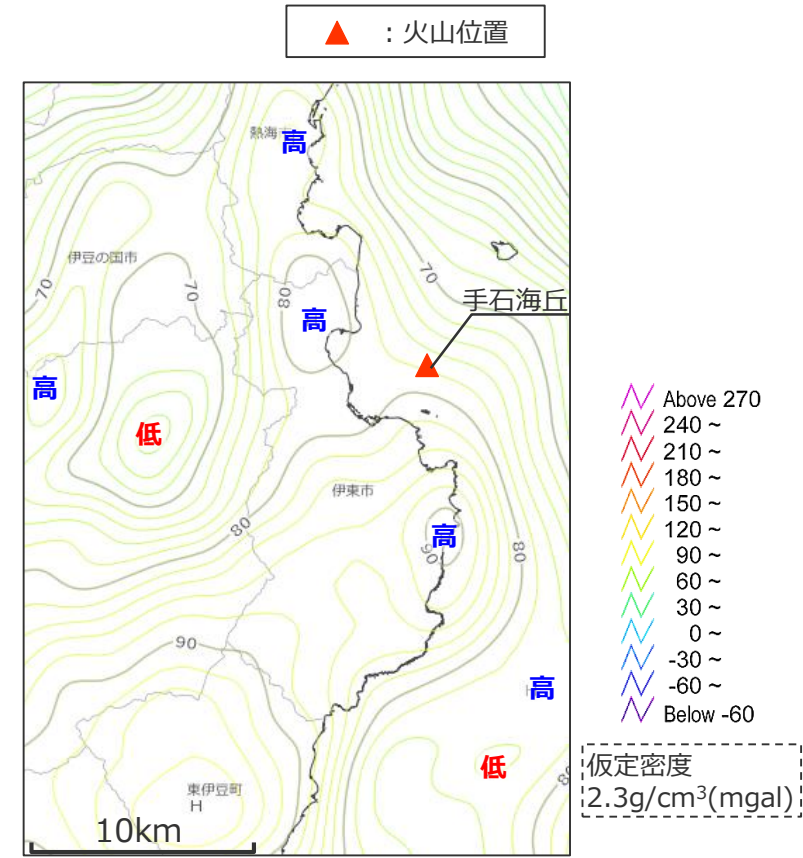 ：火山位置
熱海
高
伊豆の国市
70
70
80
高
70
手石海丘
高
低
伊東市
80
高
90
80
90
高
低
80
東伊豆町
H
10km
Above 270
240 ~
210 ~
180 ~
150 ~
120 ~
90 ~
60 ~
30 ~
0 ~
-30 ~
-60 ~
Below -60
仮定密度
2.3g/cm³(mgal)